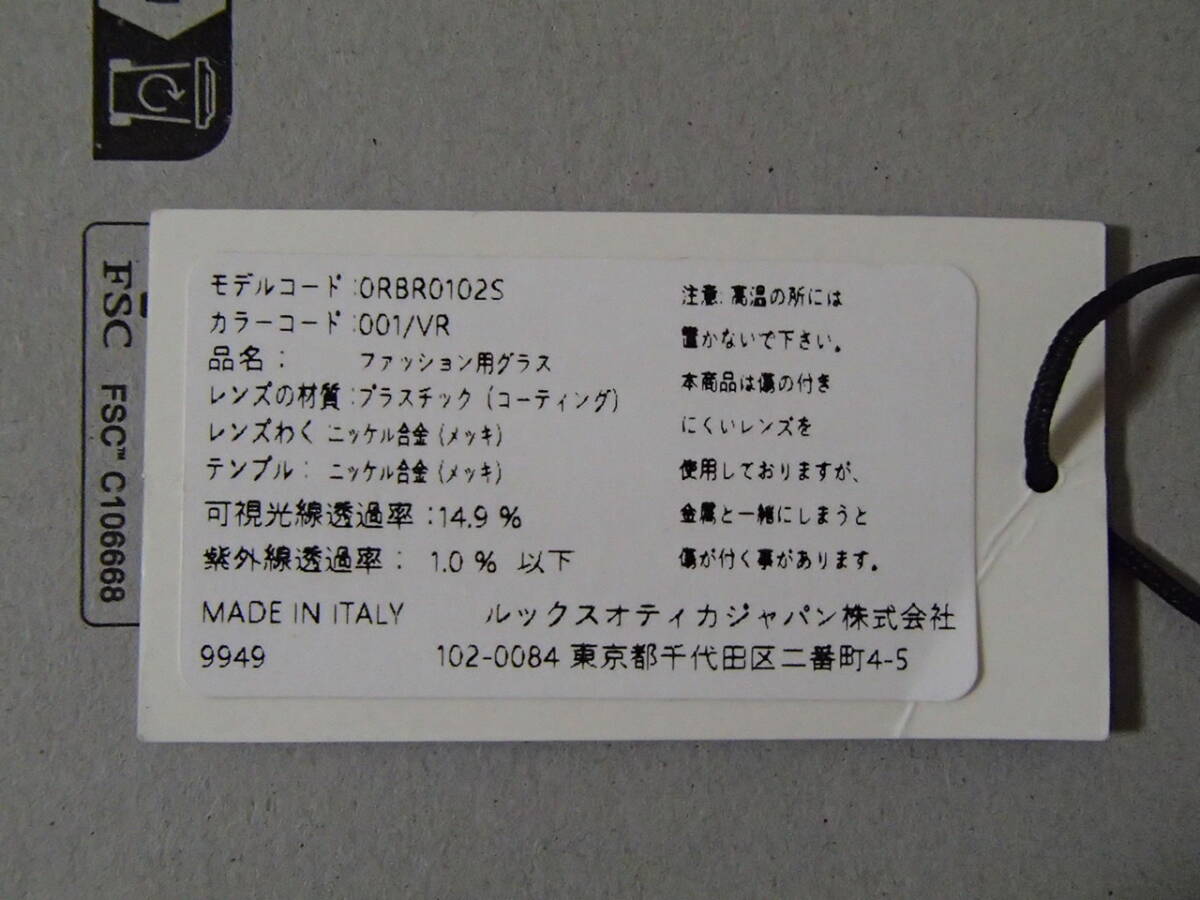 モデルコード:0RBR0102S
カラーコード:001/VR
品名: ファッション用グラス
レンズの材質:プラスチック(コーティング)
レンズわく ニッケル合金(メッキ)
テンプル: ニッケル合金(メッキ)
可視光線透過率:14.9%
紫外線透過率: 1.0% 以下
注意:高温の所には
置かないで下さい。
本商品は傷の付き
にくいレンズを
使用しておりますが、
金属と一緒にしまうと
傷が付く事があります。
MADE IN ITALY ルックスオティカジャパン株式会社
9949 102-0084 東京都千代田区二番町4-5
FSC
FSC™ C106668